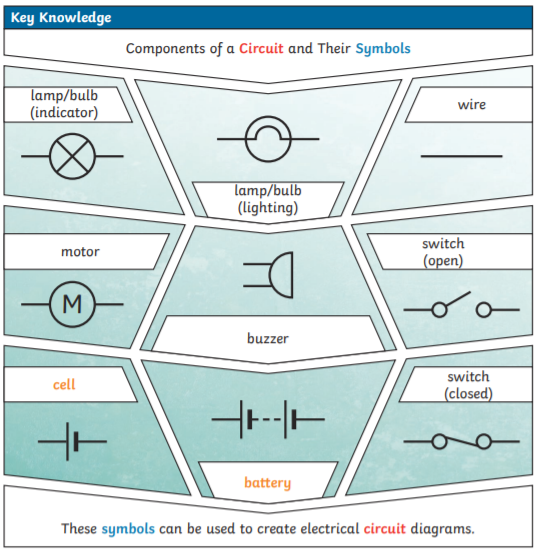 Key Knowledge
Components of a Circuit and Their Symbols
lamp/bulb
(indicator)
lamp/bulb
(lighting)
wire
motor
M
buzzer
switch
(open)
cell
battery
switch
(closed)
These symbols can be used to create electrical circuit diagrams.